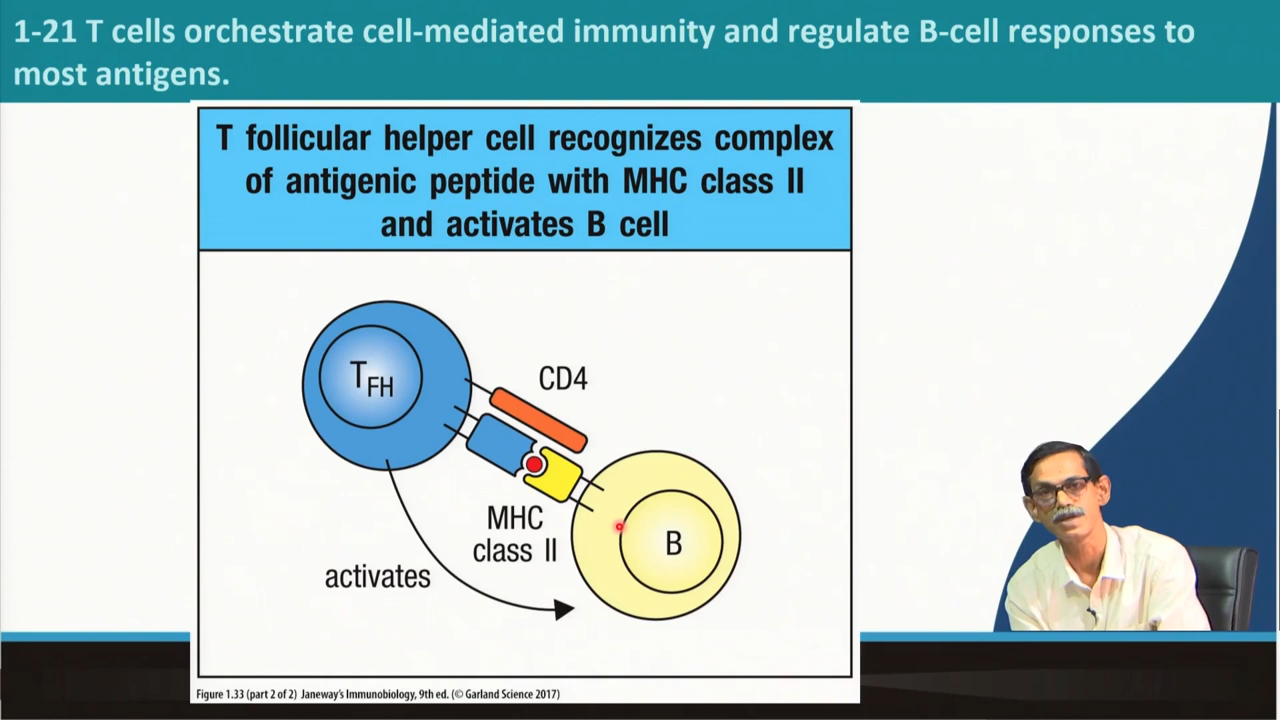 1-21 T cells orchestrate cell-mediated immunity and regulate B-cell responses to
most antigens.
T follicular helper cell recognizes complex
of antigenic peptide with MHC class II
and activates B cell
TFH
CD4
MHC
class II
B
activates
Figure 1.33 (part 2 of 2) Janeway's Immunobiology, 9th ed. (© Garland Science 2017)